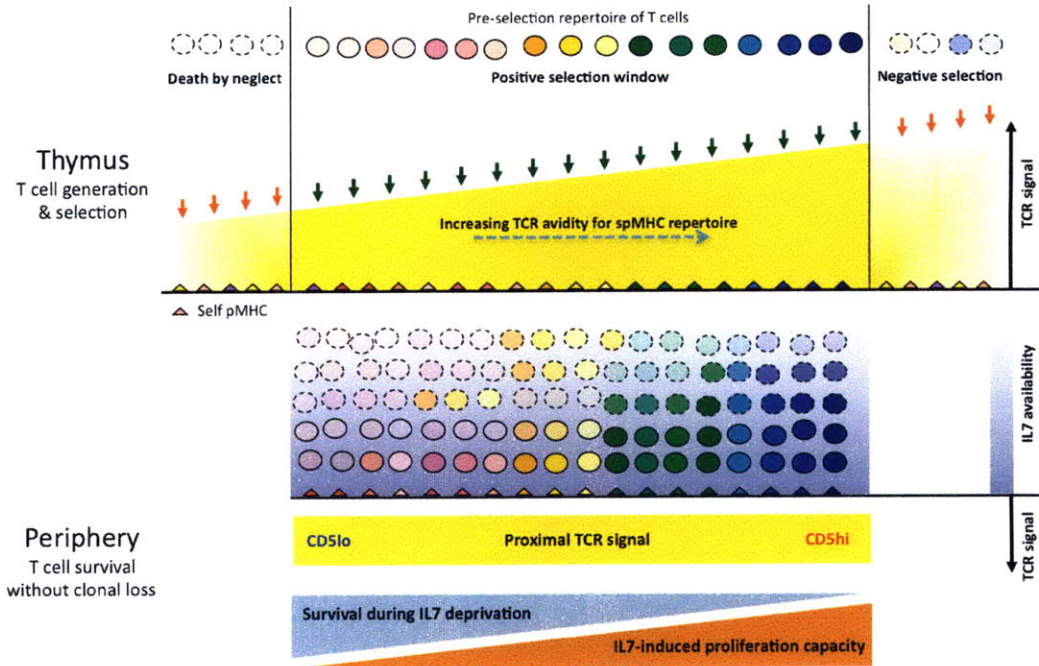 Pre-selection repertoire of T cells
Death by neglect
Positive selection window
Negative selection
Thymus
T cell generation
& selection
Increasing TCR avidity for spMHC repertoire
TCR signal
Self pMHC
IL7 availability
Periphery
T cell survival
without clonal loss
CD5lo
Proximal TCR signal
CD5hi
TCR signal
Survival during IL7 deprivation
IL7-induced proliferation capacity